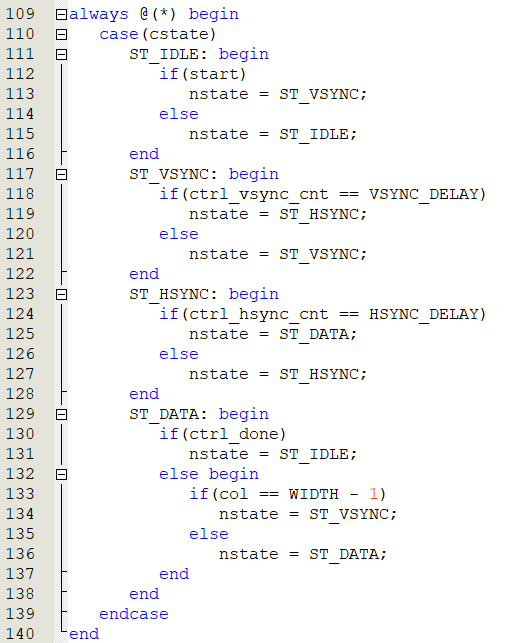 109 always @(*) begin
110 case(cstate)
111 ST_IDLE: begin
112 if(start)
113 nstate = ST_VSYNC;
114 else
115 nstate = ST_IDLE;
116 end
117 ST_VSYNC: begin
118 if(ctrl_vsync_cnt == VSYNC_DELAY)
119 nstate = ST_HSYNC;
120 else
121 nstate = ST_VSYNC;
122 end
123 ST_HSYNC: begin
124 if(ctrl_hsync_cnt == HSYNC_DELAY)
125 nstate = ST_DATA;
126 else
127 nstate = ST_HSYNC;
128 end
129 ST_DATA: begin
130 if(ctrl_done)
131 nstate = ST_IDLE;
132 else begin
133 if(col == WIDTH - 1)
134 nstate = ST_VSYNC;
135 else
136 nstate = ST_DATA;
137 end
138 end
139 endcase
140 end